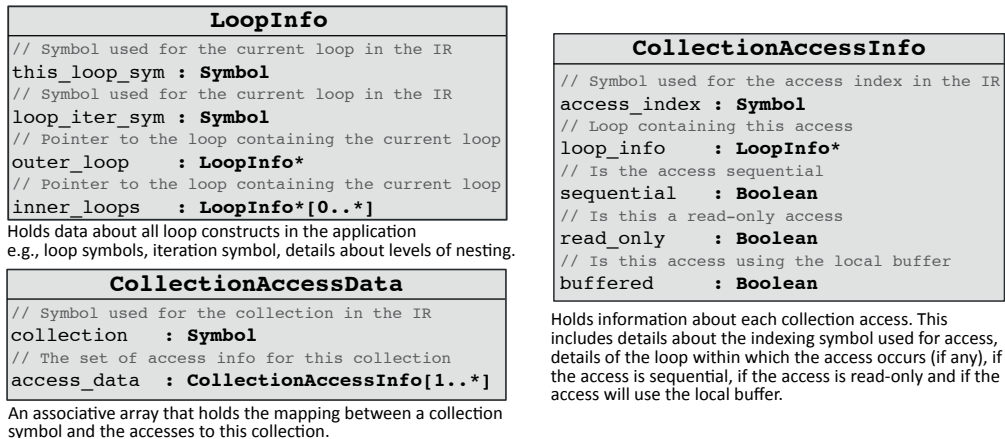 LoopInfo
// Symbol used for the current loop in the IR
this_loop_sym : Symbol
// Symbol used for the current loop in the IR
loop_iter_sym : Symbol
// Pointer to the loop containing the current loop
outer_loop : LoopInfo*
// Pointer to the loop containing the current loop
inner_loops : LoopInfo*[0..*]
Holds data about all loop constructs in the application
e.g., loop symbols, iteration symbol, details about levels of nesting.
CollectionAccessData
// Symbol used for the collection in the IR
collection : Symbol
// The set of access info for this collection
access_data : CollectionAccessInfo[1..*]
An associative array that holds the mapping between a collection
symbol and the accesses to this collection.
CollectionAccessInfo
// Symbol used for the access index in the IR
access_index : Symbol
// Loop containing this access
loop_info : LoopInfo*
// Is the access sequential
sequential : Boolean
// Is this a read-only access
read_only : Boolean
// Is this access using the local buffer
buffered : Boolean
Holds information about each collection access. This
includes details about the indexing symbol used for access,
details of the loop within which the access occurs (if any), if
the access is sequential, if the access is read-only and if the
access will use the local buffer.